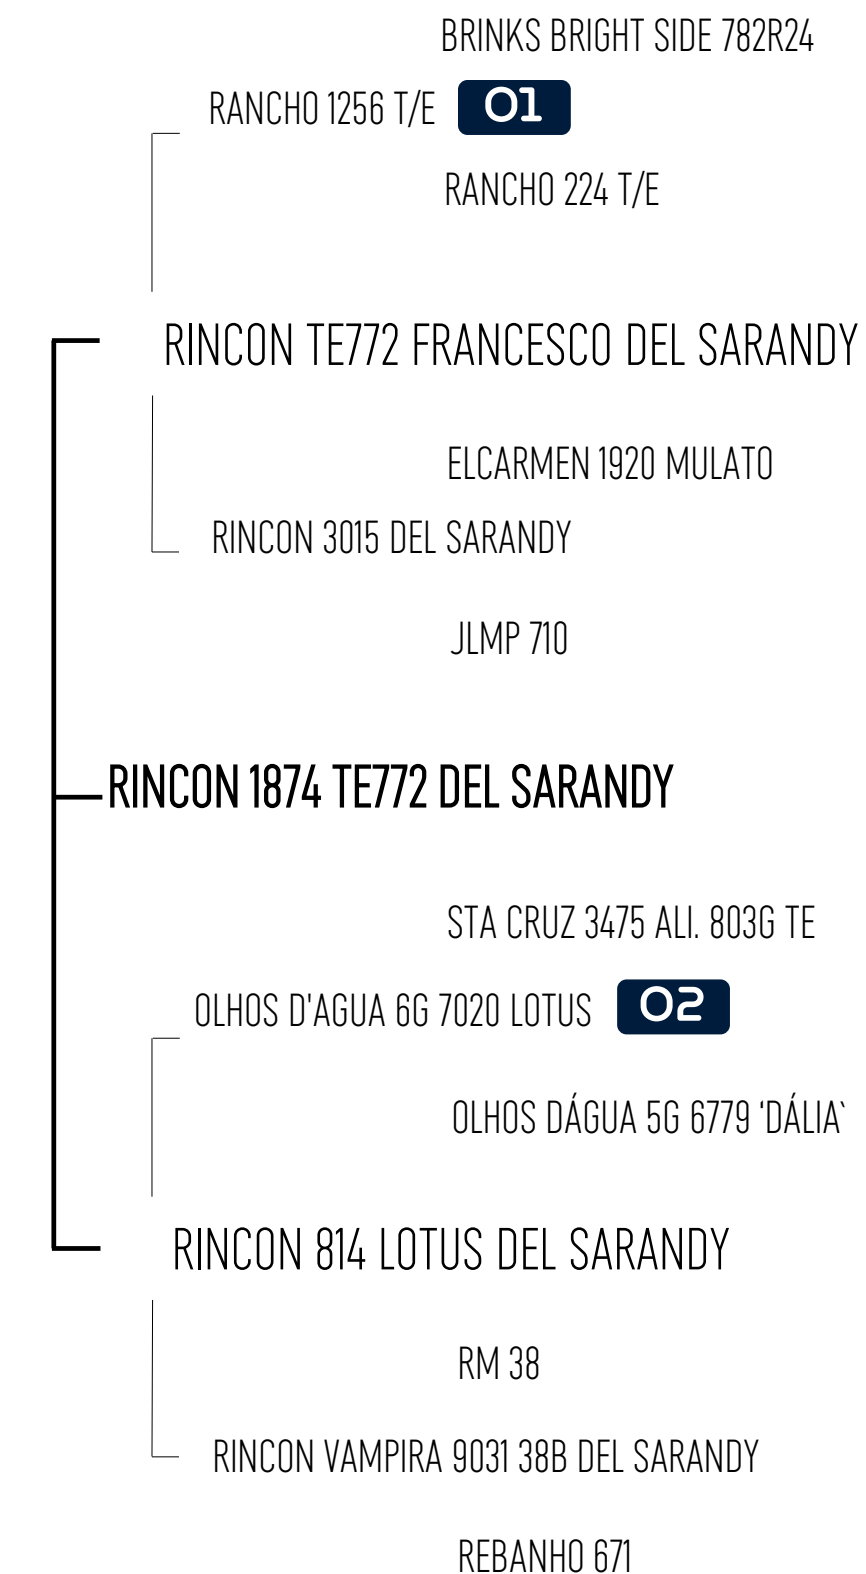 BRINKS BRIGHT SIDE 782R24
RANCHO 1256 T/E 01
RANCHO 224 T/E
RINCON TE772 FRANCESCO DEL SARANDY
ELCARMEN 1920 MULATO
RINCON 3015 DEL SARANDY
JLMP 710
RINCON 1874 TE772 DEL SARANDY
STA CRUZ 3475 ALI. 803G TE
OLHOS D'AGUA 6G 7020 LOTUS 02
OLHOS DÁGUA 5G 6779 ‘DÁLIA`
RINCON 814 LOTUS DEL SARANDY
RM 38
RINCON VAMPIRA 9031 38B DEL SARANDY
REBANHO 671